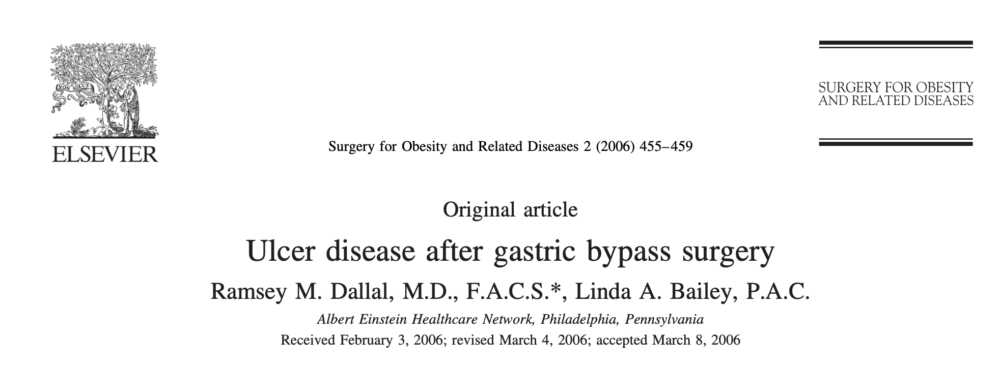 NON SOLUS
ELSEVIER
SURGERY FOR OBESITY
AND RELATED DISEASES
Surgery for Obesity and Related Diseases 2 (2006) 455–459
Original article
Ulcer disease after gastric bypass surgery
Ramsey M. Dallal, M.D., F.A.C.S.*, Linda A. Bailey, P.A.C.
Albert Einstein Healthcare Network, Philadelphia, Pennsylvania
Received February 3, 2006; revised March 4, 2006; accepted March 8, 2006